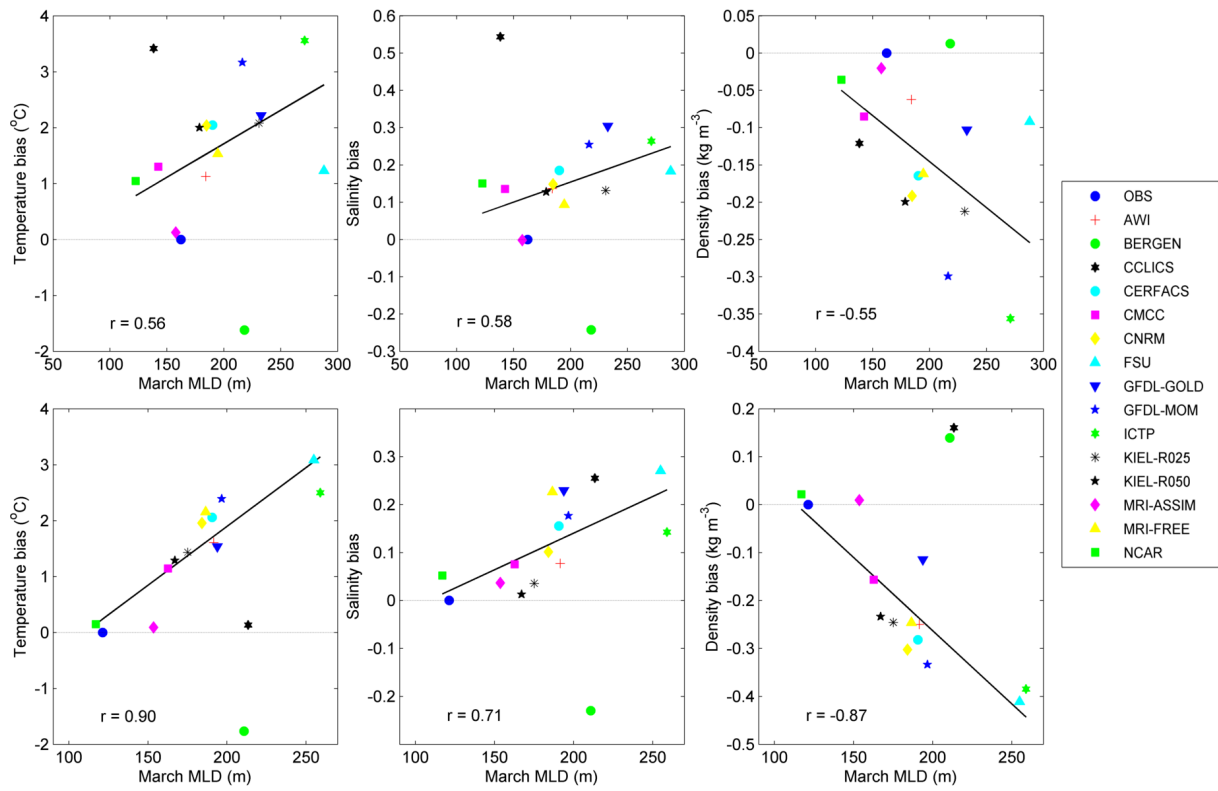 4
3
2
1
0
-1
-2
Temperature bias (°C)
r = 0.56
50 100 150 200 250 300
March MLD (m)
0.6
0.5
0.4
0.3
0.2
0.1
0
-0.1
-0.2
-0.3
Salinity bias
r = 0.58
50 100 150 200 250 300
March MLD (m)
0.05
0
-0.05
-0.1
-0.15
-0.2
-0.25
-0.3
-0.35
-0.4
Density bias (kg m⁻³)
r = -0.55
50 100 150 200 250 300
March MLD (m)
4
3
2
1
0
-1
-2
Temperature bias (°C)
r = 0.90
100 150 200 250
March MLD (m)
0.3
0.2
0.1
0
-0.1
-0.2
Salinity bias
r = 0.71
100 150 200 250
March MLD (m)
0.2
0.1
0
-0.1
-0.2
-0.3
-0.4
-0.5
Density bias (kg m⁻³)
r = -0.87
100 150 200 250
March MLD (m)
OBS
AWI
BERGEN
CCLICS
CERFACS
CMCC
CNRM
FSU
GFDL-GOLD
GFDL-MOM
ICTP
KIEL-R025
KIEL-R050
MRI-ASSIM
MRI-FREE
NCAR